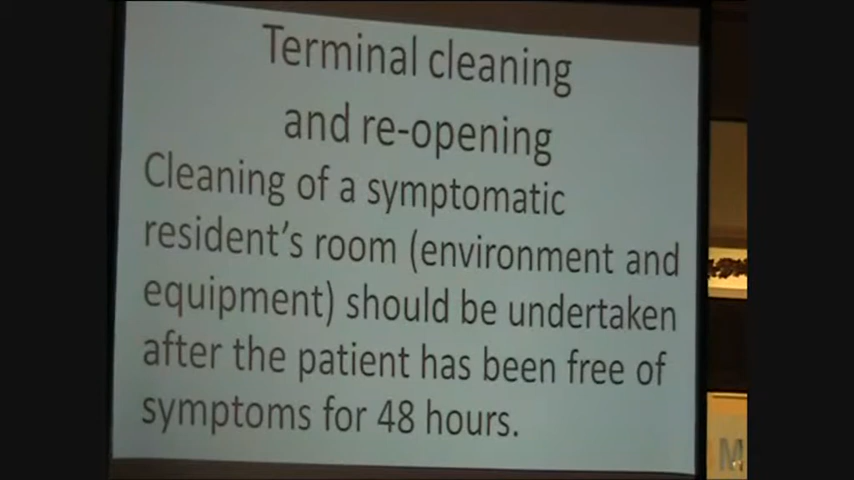 Terminal cleaning
and re-opening
Cleaning of a symptomatic
resident’s room (environment and
equipment) should be undertaken
after the patient has been free of
symptoms for 48 hours.
M